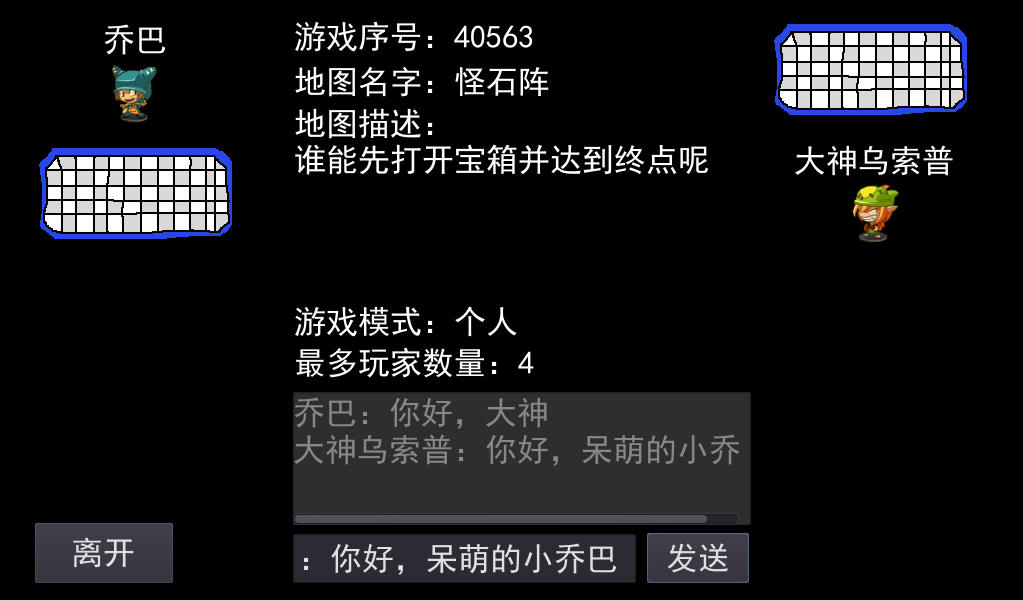 乔巴
游戏序号：40563
地图名字：怪石阵
地图描述：
谁能先打开宝箱并达到终点呢
大神乌索普
游戏模式：个人
最多玩家数量：4
乔巴：你好，大神
大神乌索普：你好，呆萌的小乔
离开
：你好，呆萌的小乔巴
发送